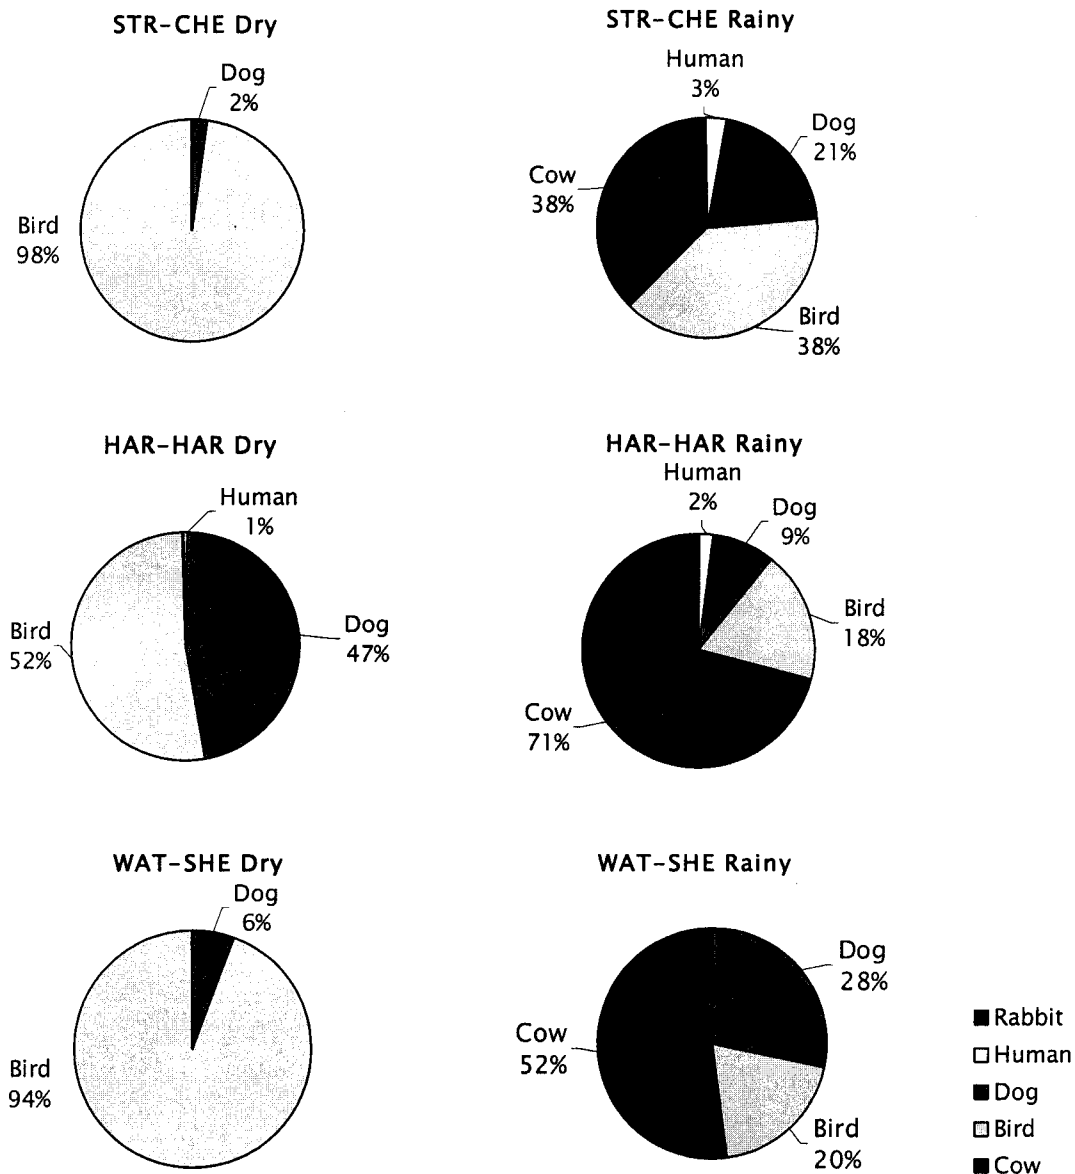 STR-CHE Dry
Dog
2%
Bird
98%
STR-CHE Rainy
Human
3%
Dog
21%
Cow
38%
Bird
38%
HAR-HAR Dry
Human
1%
Bird
52%
Dog
47%
HAR-HAR Rainy
Human
2%
Dog
9%
Bird
18%
Cow
71%
WAT-SHE Dry
Dog
6%
Bird
94%
WAT-SHE Rainy
Dog
28%
Cow
52%
Bird
20%
Rabbit
Human
Dog
Bird
Cow